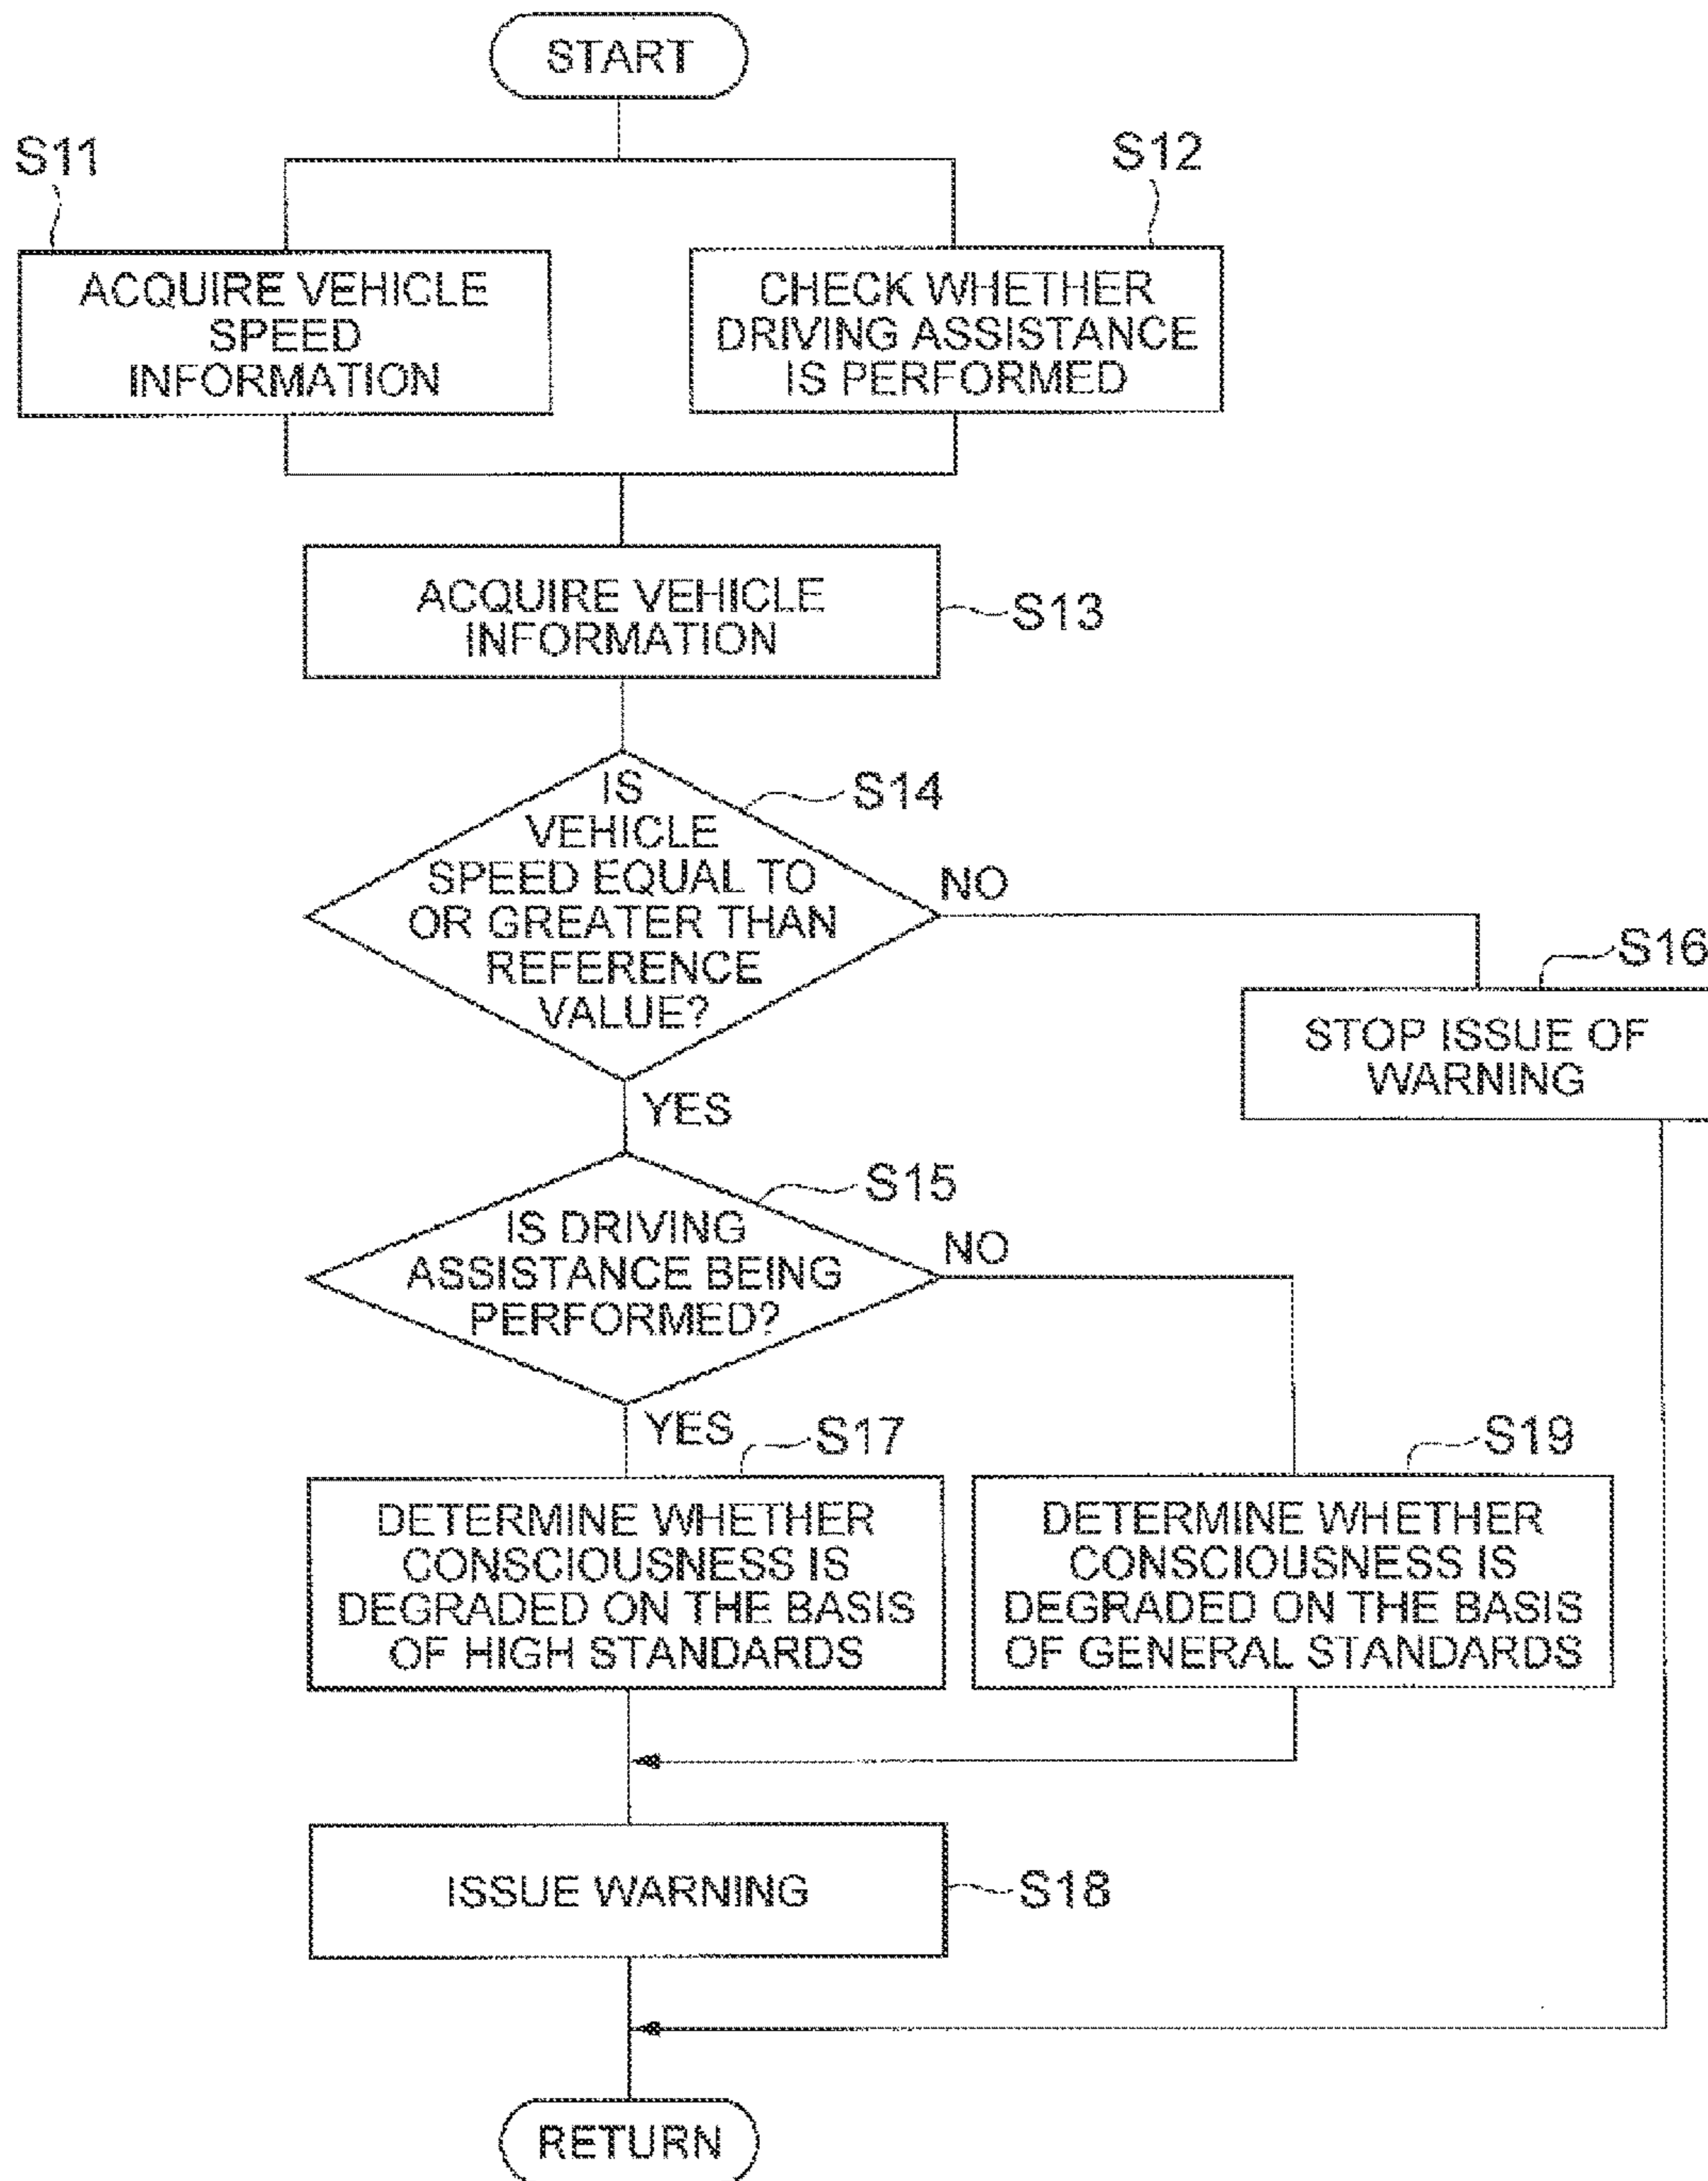 START
S11
S12
ACQUIRE VEHICLE
SPEED
INFORMATION
CHECK WHETHER
DRIVING ASSISTANCE
IS PERFORMED
ACQUIRE VEHICLE
INFORMATION
S13
IS
VEHICLE
SPEED EQUAL TO
OR GREATER THAN
REFERENCE
VALUE?
S14
NO
YES
S16
STOP ISSUE OF
WARNING
IS DRIVING
ASSISTANCE BEING
PERFORMED?
S15
NO
YES
S17
DETERMINE WHETHER
CONSCIOUSNESS IS
DEGRADED ON THE BASIS
OF HIGH STANDARDS
S19
DETERMINE WHETHER
CONSCIOUSNESS IS
DEGRADED ON THE BASIS
OF GENERAL STANDARDS
ISSUE WARNING
S18
RETURN